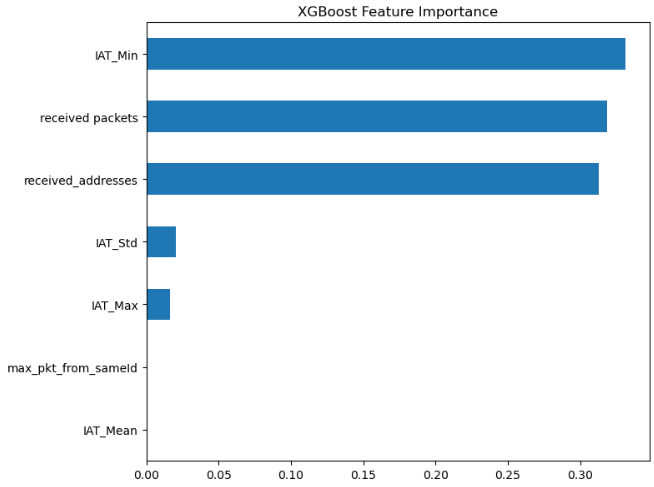 XGBoost Feature Importance
IAT_Min
received packets
received_addresses
IAT_Std
IAT_Max
max_pkt_from_sameId
IAT_Mean
0.00 0.05 0.10 0.15 0.20 0.25 0.30